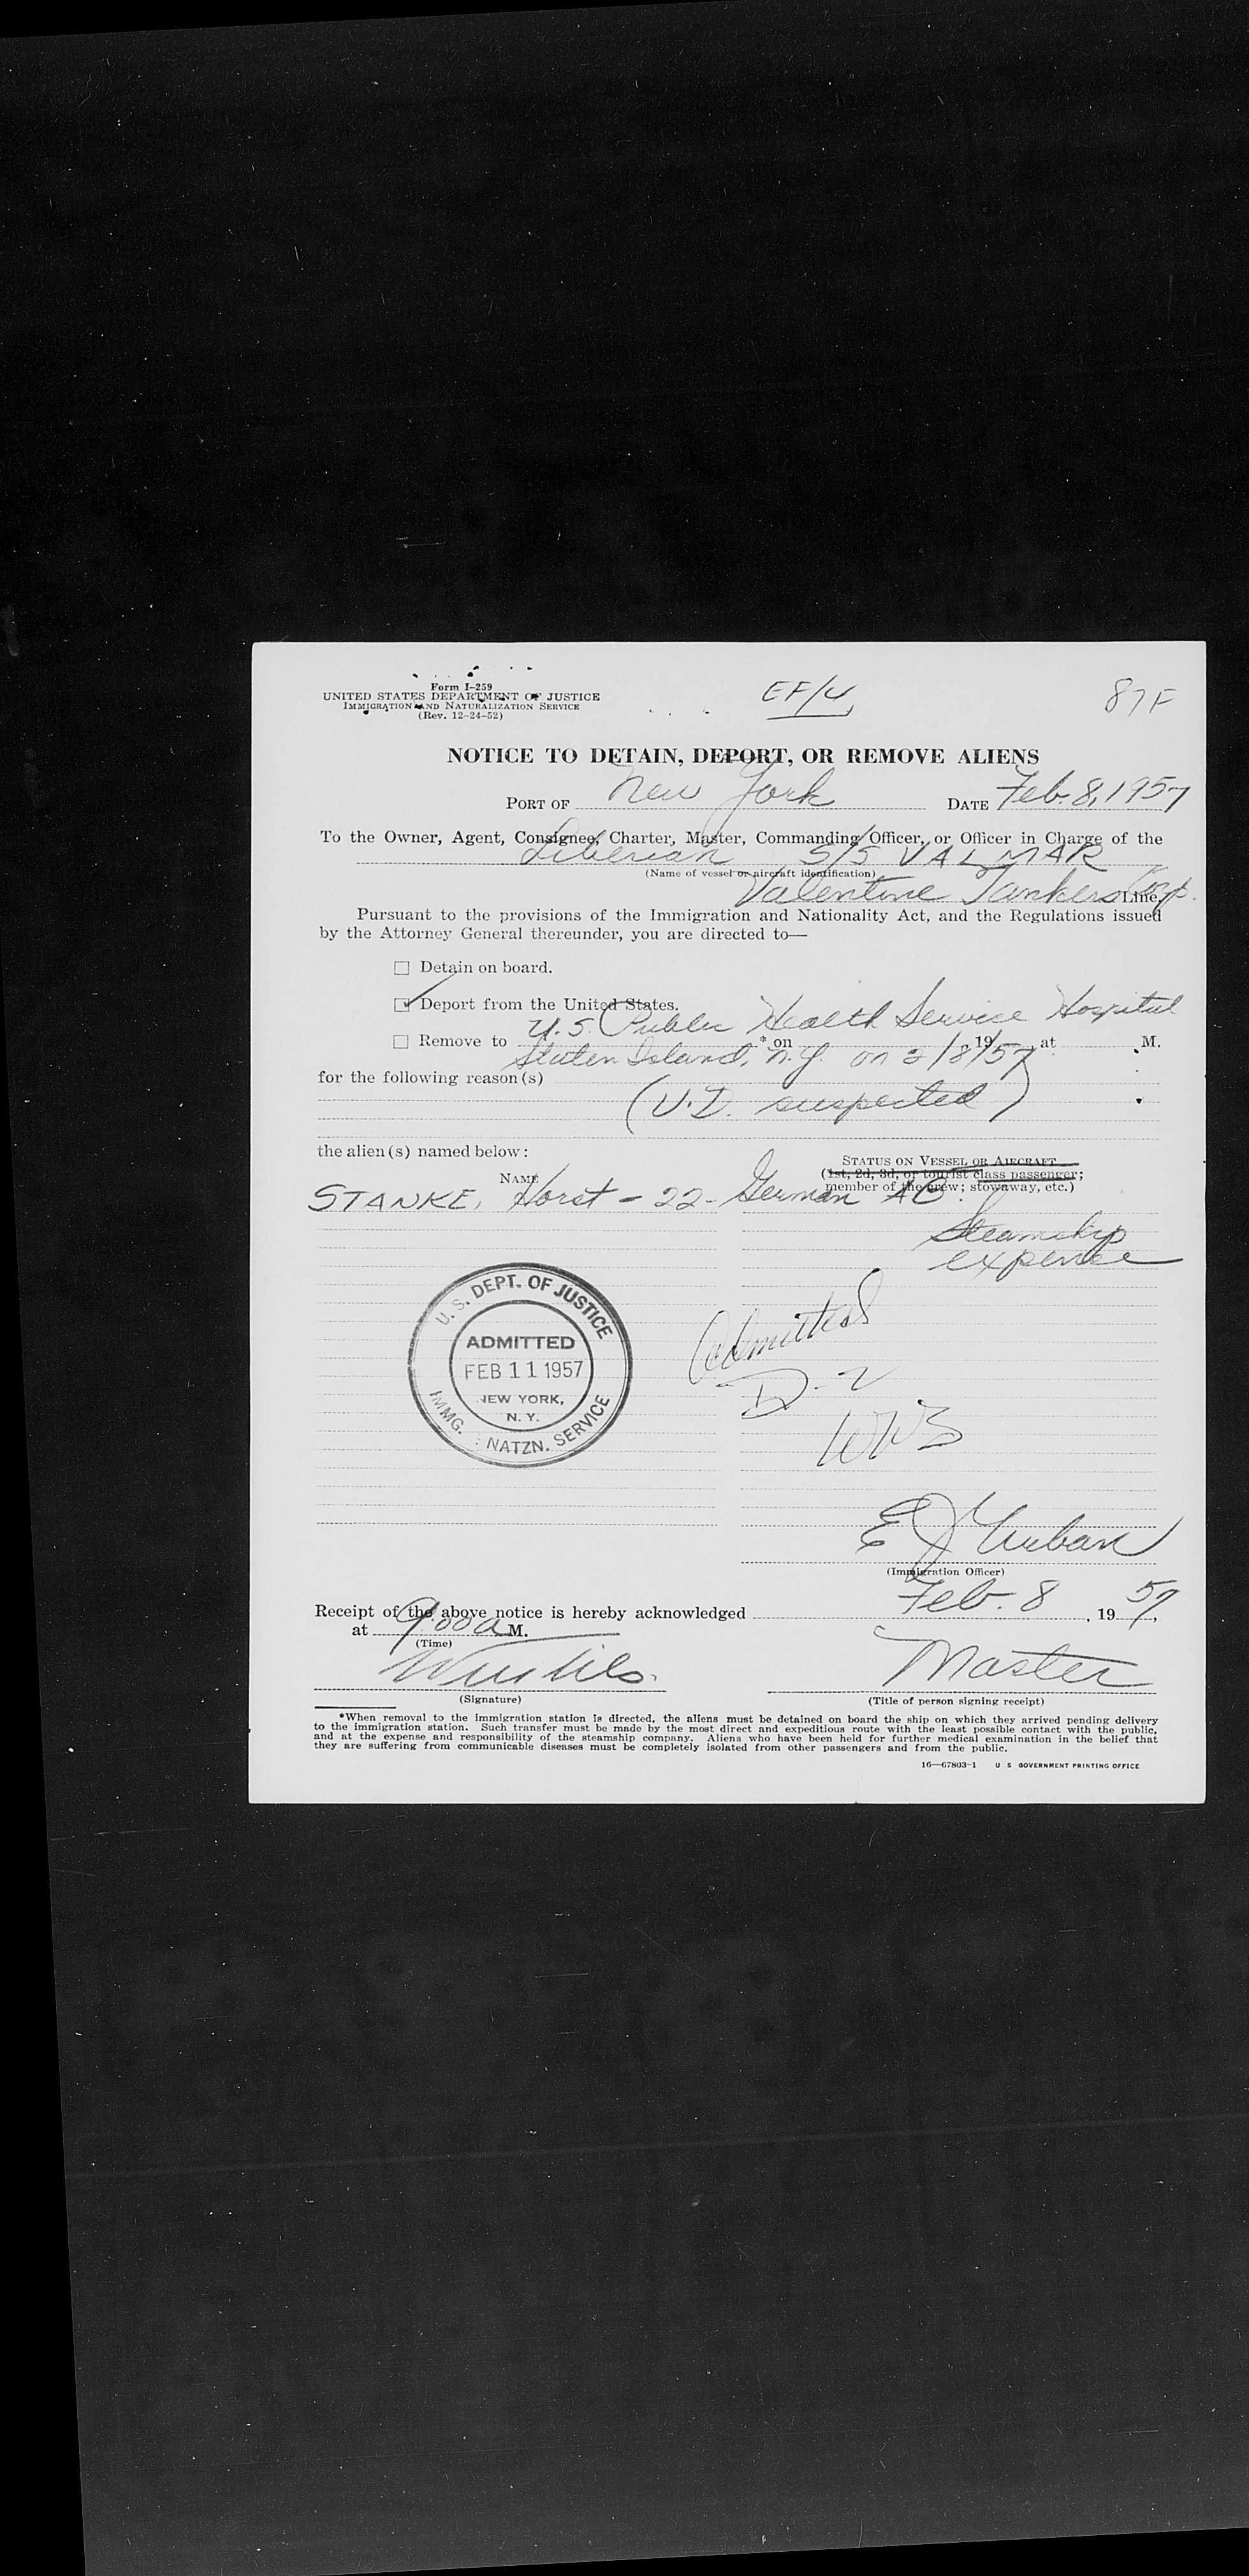 Form I-259
UNITED STATES DEPARTMENT OF JUSTICE
IMMIGRATION AND NATURALIZATION SERVICE
(Rev. 12-24-52)
EF/4
87F
NOTICE TO DETAIN, DEPORT, OR REMOVE ALIENS
PORT OF New York DATE Feb. 8, 1957
To the Owner, Agent, Consignee, Charter, Master, Commanding Officer, or Officer in Charge of the
Liberian S/S VALMAR
(Name of vessel or aircraft identification)
Valentine Tankers Corp. Line,
Pursuant to the provisions of the Immigration and Nationality Act, and the Regulations issued
by the Attorney General thereunder, you are directed to—
☐ Detain on board.
☑ Deport from the United States.
U.S. Public Health Service Hospital
☐ Remove to * on , 19 at M.
Staten Island, N.Y. on 2/8/57
for the following reason(s)
(V.D. suspected)
the alien(s) named below:
NAME
STATUS ON VESSEL OR AIRCRAFT
(1st, 2d, 3d, or tourist class passenger;
member of the crew; stowaway, etc.)
STANKE, Horst - 22 - German AB.
Steamship
expense
U. S. DEPT. OF JUSTICE
ADMITTED
FEB 11 1957
NEW YORK,
N. Y.
IMMG. NATZN. SERVICE
Admitted
D-2
WWB
E J Urban
(Immigration Officer)
Receipt of the above notice is hereby acknowledged Feb. 8, 1957,
at 9:00 a M.
(Time)
Master
(Signature)
(Title of person signing receipt)
*When removal to the immigration station is directed, the aliens must be detained on board the ship on which they arrived pending delivery
to the immigration station. Such transfer must be made by the most direct and expeditious route with the least possible contact with the public,
and at the expense and responsibility of the steamship company. Aliens who have been held for further medical examination in the belief that
they are suffering from communicable diseases must be completely isolated from other passengers and from the public.
16—67803-1 U S GOVERNMENT PRINTING OFFICE